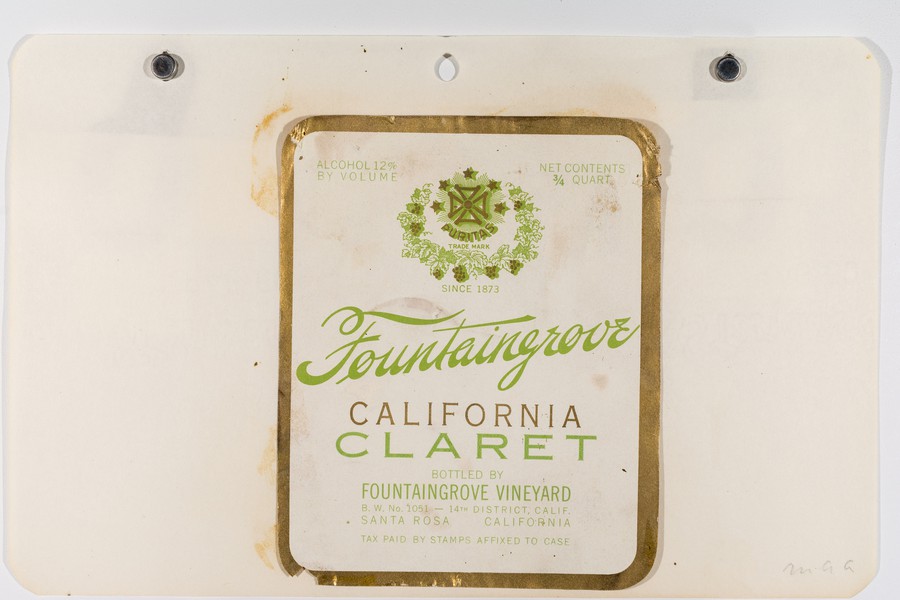 ALCOHOL 12%
BY VOLUME
NET CONTENTS
¾ QUART
PURITAS
TRADE MARK
SINCE 1873
Fountaingrove
CALIFORNIA
CLARET
BOTTLED BY
FOUNTAINGROVE VINEYARD
B. W. No. 1051 — 14TH DISTRICT, CALIF.
SANTA ROSA CALIFORNIA
TAX PAID BY STAMPS AFFIXED TO CASE